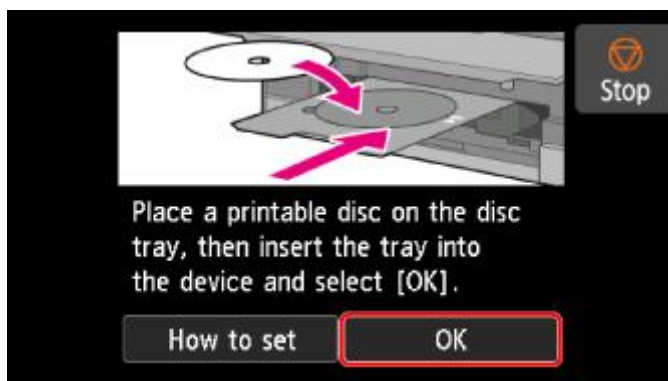 Stop
Place a printable disc on the disc
tray, then insert the tray into
the device and select [OK].
How to set
OK